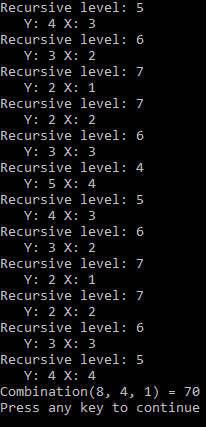 Recursive level: 5
Y: 4 X: 3
Recursive level: 6
Y: 3 X: 2
Recursive level: 7
Y: 2 X: 1
Recursive level: 7
Y: 2 X: 2
Recursive level: 6
Y: 3 X: 3
Recursive level: 4
Y: 5 X: 4
Recursive level: 5
Y: 4 X: 3
Recursive level: 6
Y: 3 X: 2
Recursive level: 7
Y: 2 X: 1
Recursive level: 7
Y: 2 X: 2
Recursive level: 6
Y: 3 X: 3
Recursive level: 5
Y: 4 X: 4
Combination(8, 4, 1) = 70
Press any key to continue